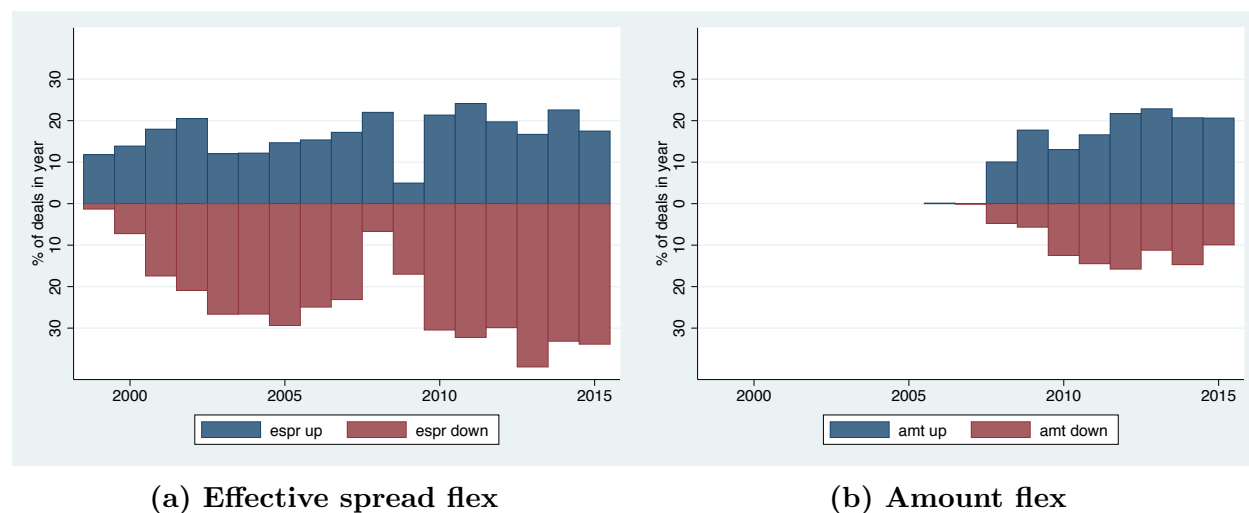 % of deals in year
30
20
10
0
10
20
30
2000
2005
2010
2015
espr up
espr down
(a) Effective spread flex
% of deals in year
30
20
10
0
10
20
30
2000
2005
2010
2015
amt up
amt down
(b) Amount flex